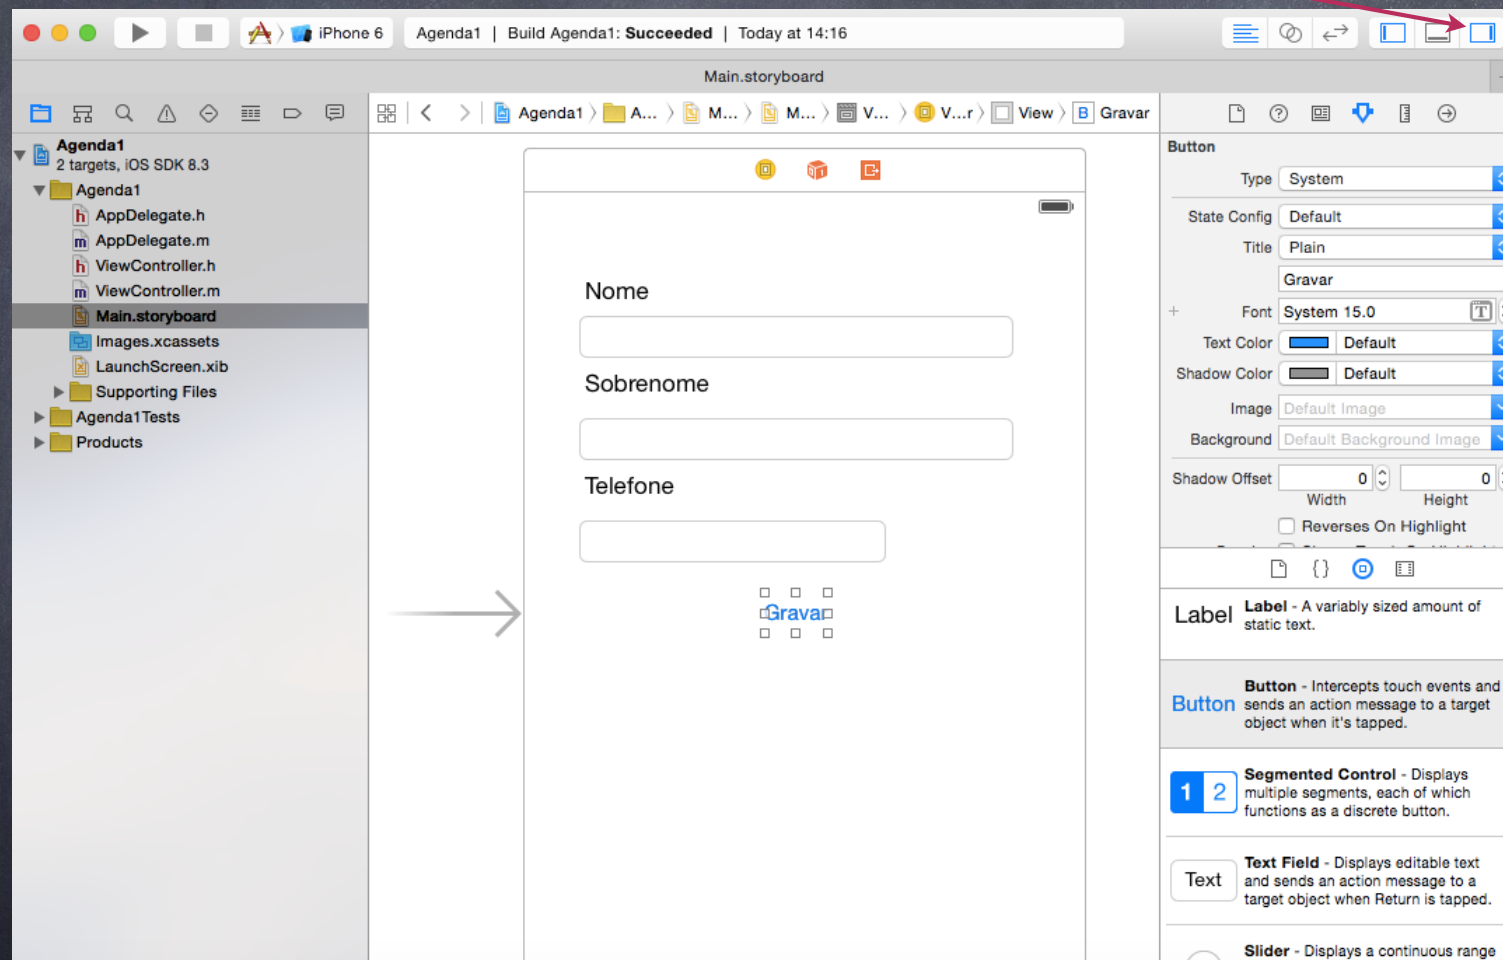 iPhone 6
Agenda1 | Build Agenda1: Succeeded | Today at 14:16
Main.storyboard
Agenda1 A... M... M... V... V...r View B Gravar
Agenda1
2 targets, iOS SDK 8.3
Agenda1
h AppDelegate.h
m AppDelegate.m
h ViewController.h
m ViewController.m
Main.storyboard
Images.xcassets
LaunchScreen.xib
Supporting Files
Agenda1Tests
Products
Nome
Sobrenome
Telefone
Gravar
Button
Type System
State Config Default
Title Plain
Gravar
Font System 15.0 T
Text Color Default
Shadow Color Default
Image Default Image
Background Default Background Image
Shadow Offset 0 0
Width Height
Reverses On Highlight
{}
Label
Label - A variably sized amount of
static text.
Button
Button - Intercepts touch events and
sends an action message to a target
object when it's tapped.
1 2
Segmented Control - Displays
multiple segments, each of which
functions as a discrete button.
Text
Text Field - Displays editable text
and sends an action message to a
target object when Return is tapped.
Slider - Displays a continuous range